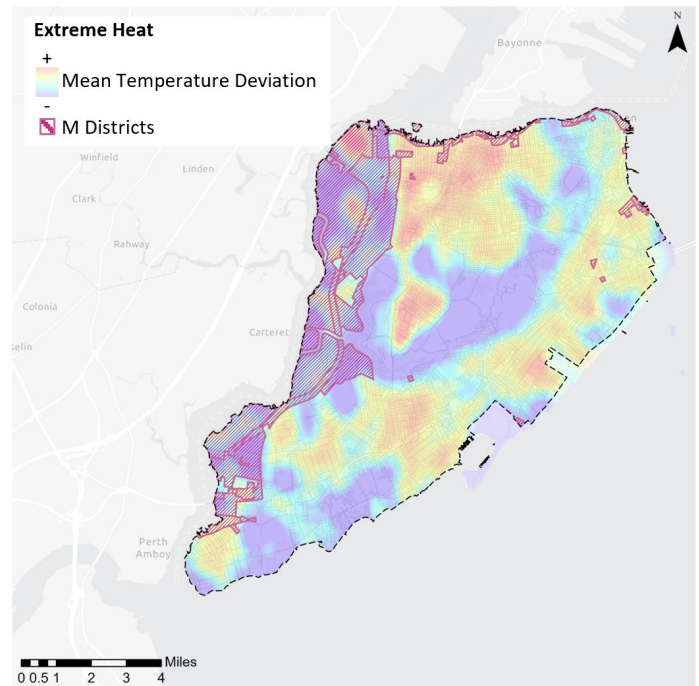 Extreme Heat
+
Mean Temperature Deviation
-
M Districts
N
Bayonne
Winfield
Linden
Clark
Rahway
Colonia
Carteret
selin
Perth
Amboy
Miles
0 0.5 1 2 3 4